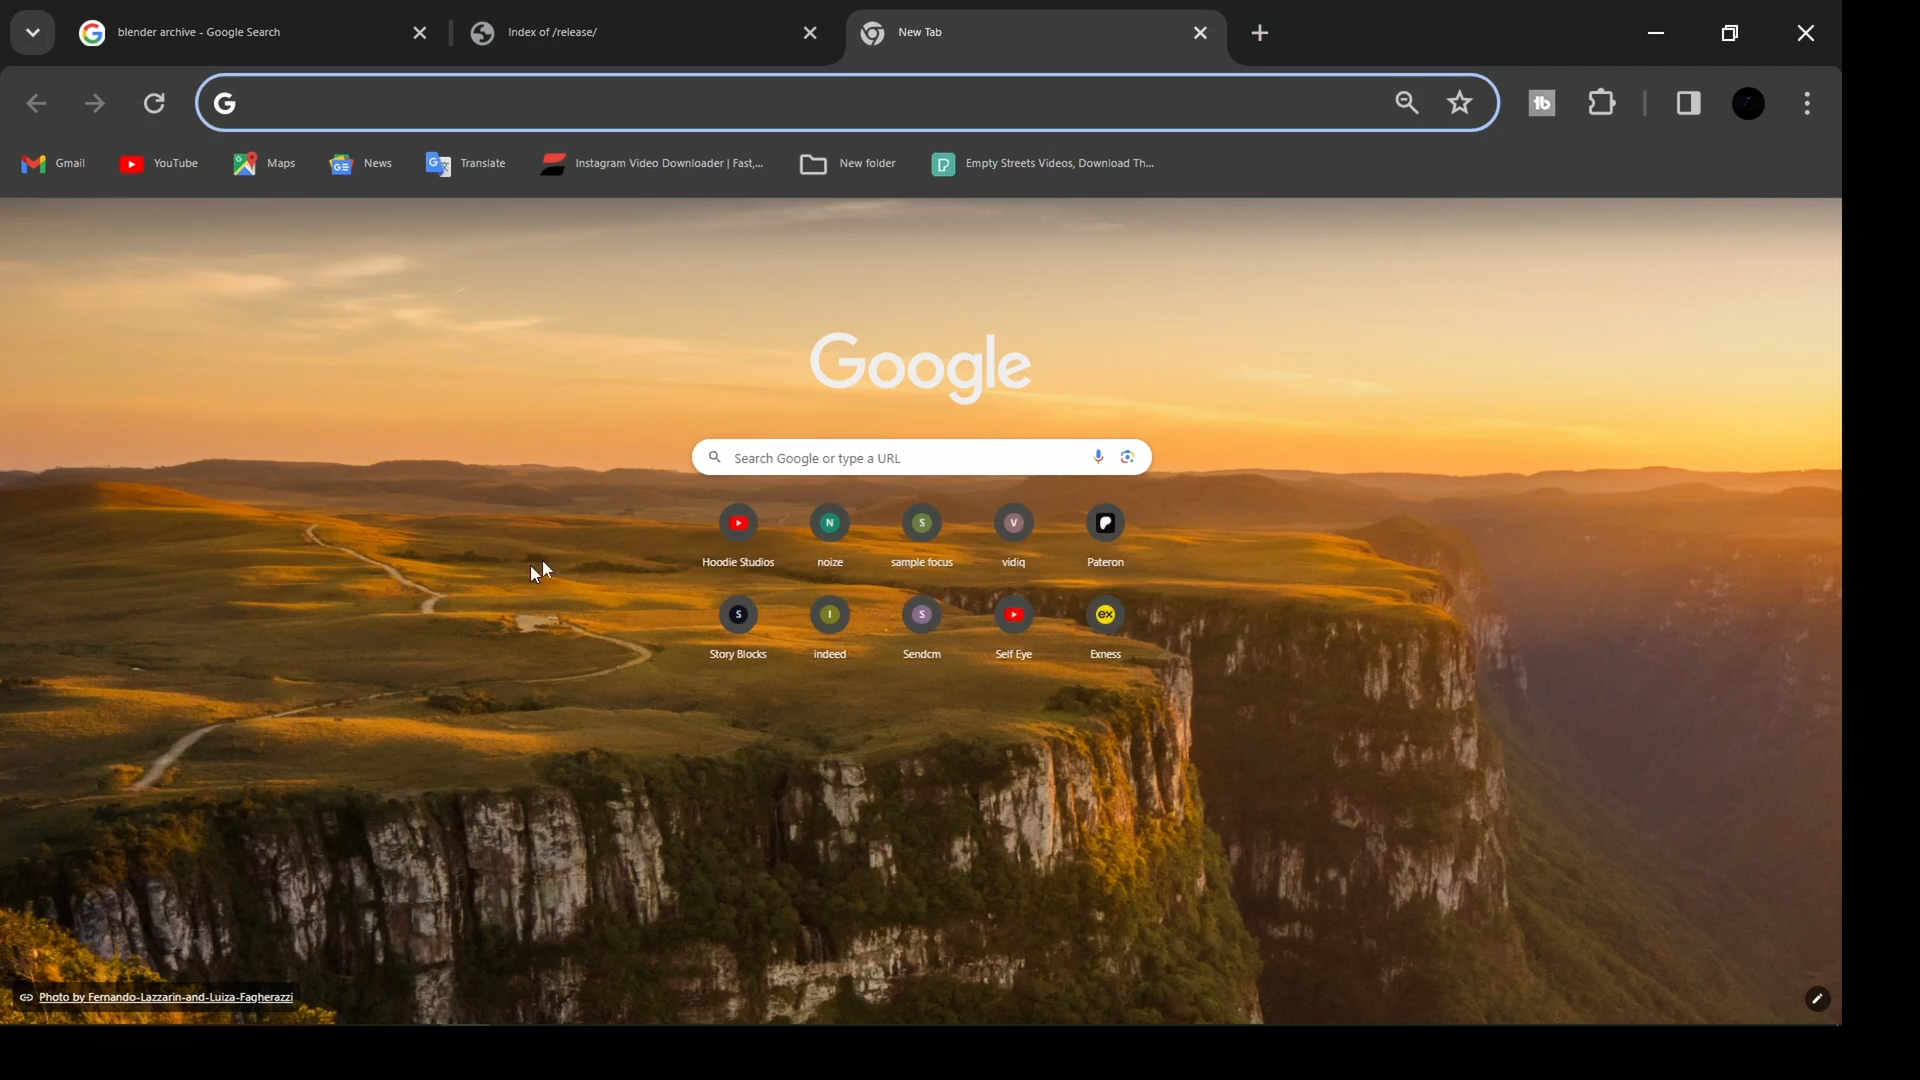 blender archive - Google Search
Index of /release/
New Tab
Gmail
YouTube
Maps
News
Translate
Instagram Video Downloader | Fast,...
New folder
Empty Streets Videos, Download Th...
Google
Search Google or type a URL
Hoodie Studios
noize
sample focus
vidiq
Pateron
Story Blocks
indeed
Sendcm
Self Eye
Exness
Photo by Fernando-Lazzarin-and-Luiza-Fagherazzi